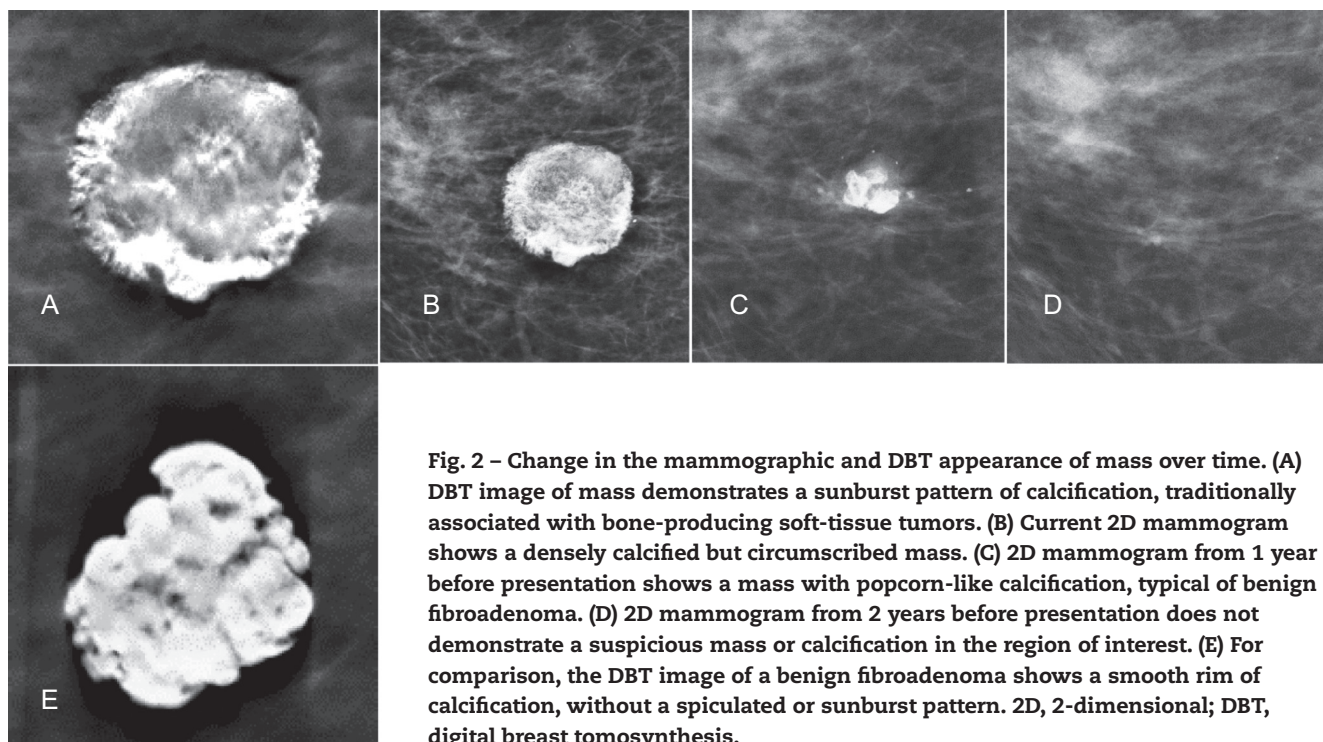 A
B
C
D
E
Fig. 2 – Change in the mammographic and DBT appearance of mass over time. (A)
DBT image of mass demonstrates a sunburst pattern of calcification, traditionally
associated with bone-producing soft-tissue tumors. (B) Current 2D mammogram
shows a densely calcified but circumscribed mass. (C) 2D mammogram from 1 year
before presentation shows a mass with popcorn-like calcification, typical of benign
fibroadenoma. (D) 2D mammogram from 2 years before presentation does not
demonstrate a suspicious mass or calcification in the region of interest. (E) For
comparison, the DBT image of a benign fibroadenoma shows a smooth rim of
calcification, without a spiculated or sunburst pattern. 2D, 2-dimensional; DBT,
digital breast tomosynthesis.